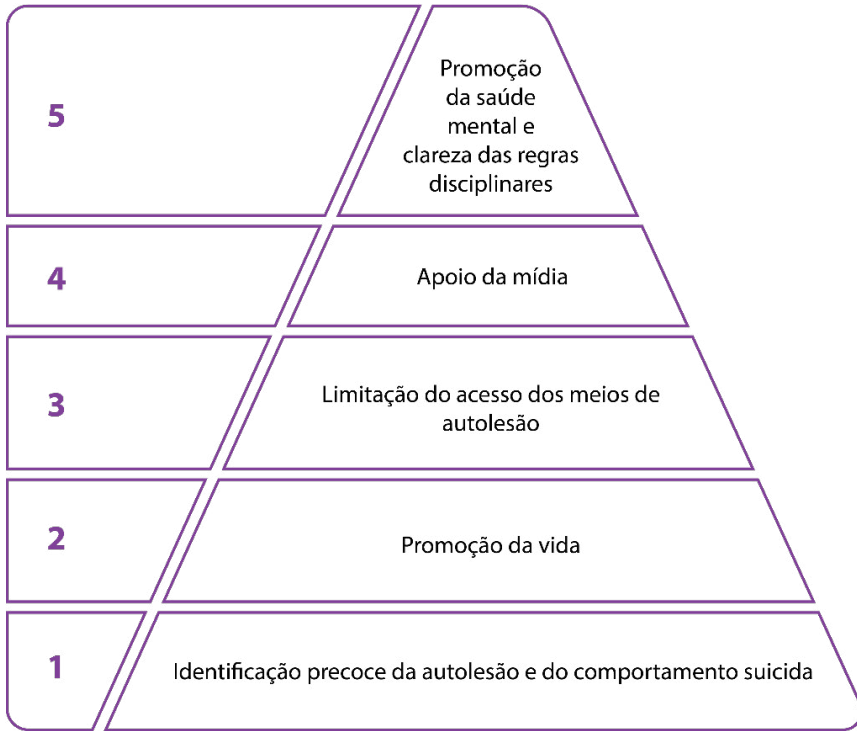 5
Promoção
da saúde
mental e
clareza das regras
disciplinares
4
Apoio da mídia
3
Limitação do acesso dos meios de
autolesão
2
Promoção da vida
1
Identificação precoce da autolesão e do comportamento suicida